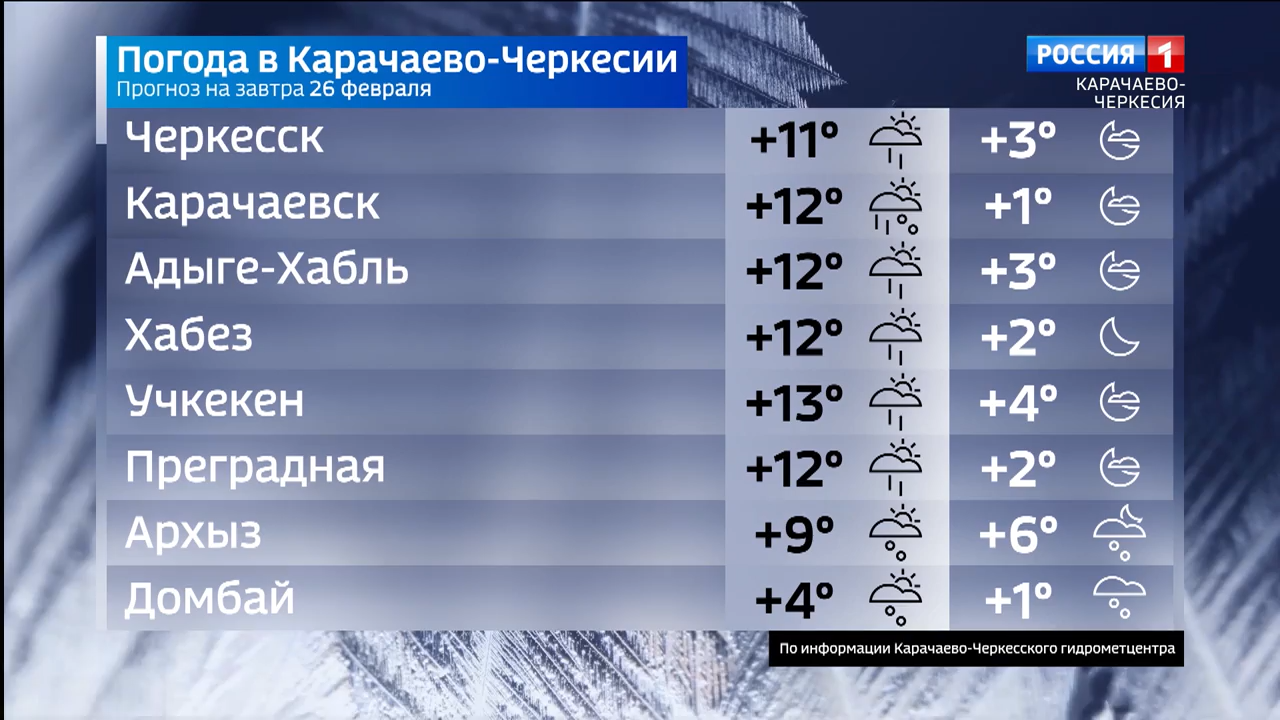 Погода в Карачаево-Черкесии
Прогноз на завтра 26 февраля
РОССИЯ 1
КАРАЧАЕВО-
ЧЕРКЕСИЯ
Черкесск +11° +3°
Карачаевск +12° +1°
Адыге-Хабль +12° +3°
Хабез +12° +2°
Учкекен +13° +4°
Преградная +12° +2°
Архыз +9° +6°
Домбай +4° +1°
По информации Карачаево-Черкесского гидрометцентра